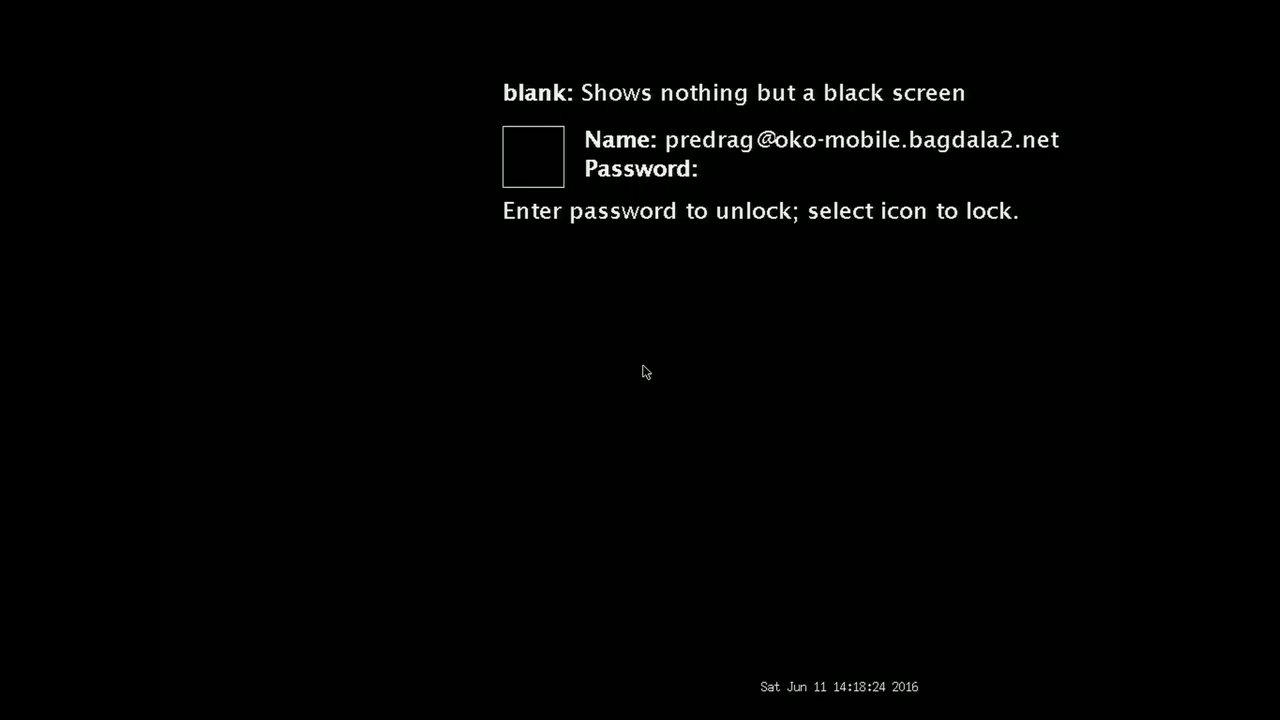 blank: Shows nothing but a black screen
Name: predrag@oko-mobile.bagdala2.net
Password:
Enter password to unlock; select icon to lock.
Sat Jun 11 14:18:24 2016